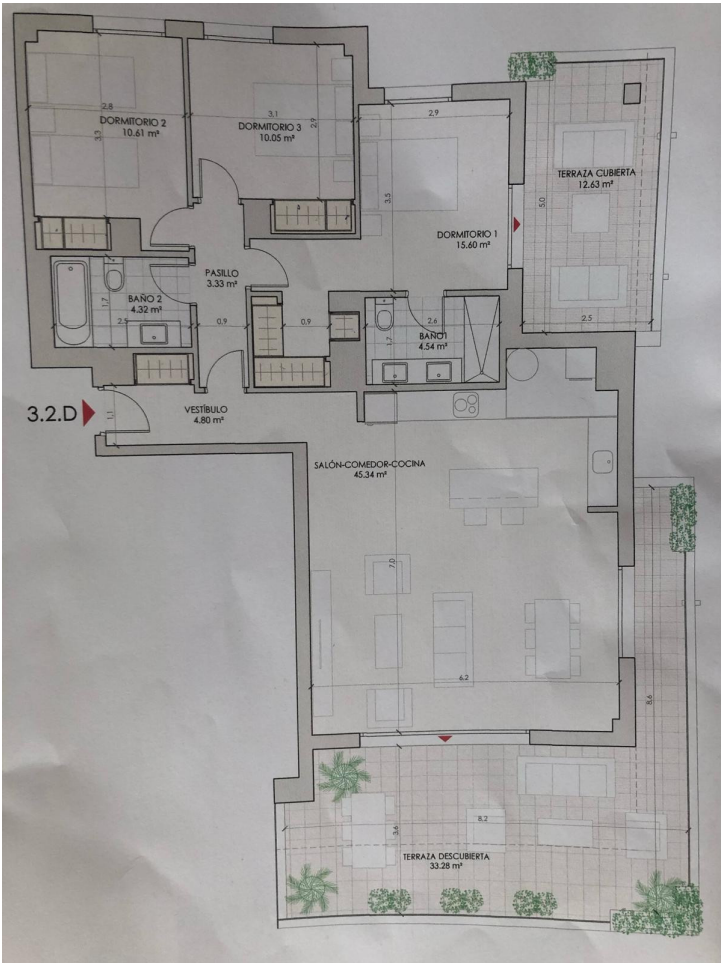 2.8
DORMITORIO 2
10.61 m²
3.3
3.1
DORMITORIO 3
10.05 m²
2.9
2.9
3.5
DORMITORIO 1
15.60 m²
TERRAZA CUBIERTA
12.63 m²
5.0
2.5
PASILLO
3.33 m²
0.9
BAÑO 2
4.32 m²
1.7
2.5
0.9
2.6
BAÑO 1
4.54 m²
1.7
3.2.D
1.1
VESTÍBULO
4.80 m²
SALÓN-COMEDOR-COCINA
45.34 m²
7.0
6.2
8.6
8.2
3.6
TERRAZA DESCUBIERTA
33.28 m²